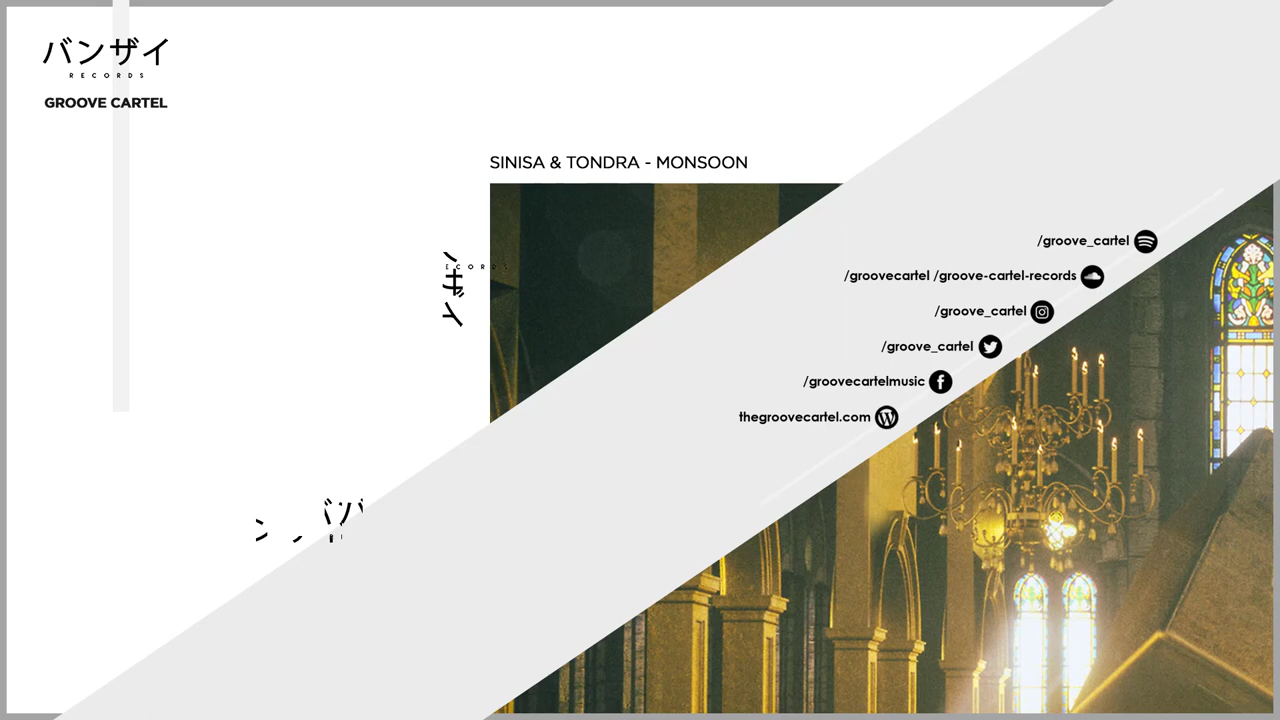 バンザイ
RECORDS
GROOVE CARTEL
SINISA & TONDRA - MONSOON
/groove_cartel
/groovecartel /groove-cartel-records
/groove_cartel
/groove_cartel
/groovecartelmusic
thegroovecartel.com